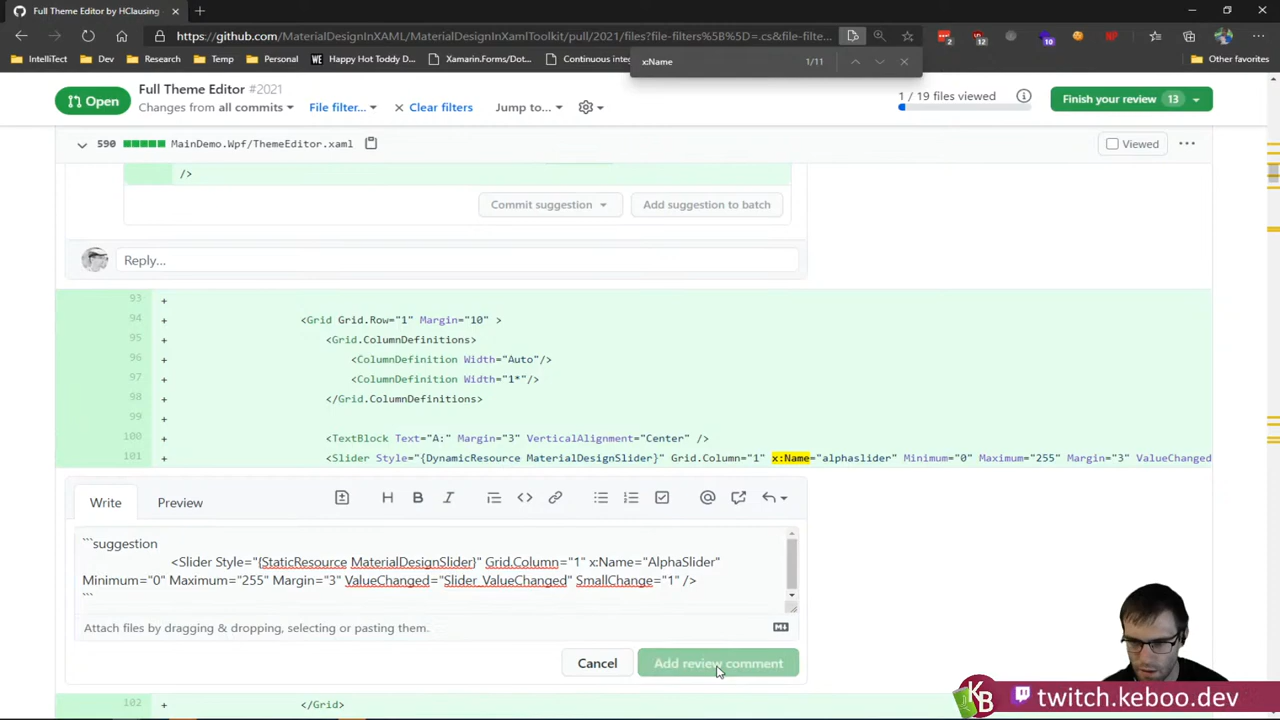 Full Theme Editor by HClausing
https://github.com/MaterialDesignInXAML/MaterialDesignInXamlToolkit/pull/2021/files?file-filters%5B%5D=.cs&file-filte...
2
12
10
IntelliTect
Dev
Research
Temp
Personal
Happy Hot Toddy D...
Xamarin.Forms/Dot...
Continuous integ
Other favorites
x:Name
1/11
Open
Full Theme Editor #2021
Changes from all commits
File filter...
Clear filters
Jump to...
1 / 19 files viewed
Finish your review 13
590 MainDemo.Wpf/ThemeEditor.xaml
Viewed
/>
Commit suggestion
Add suggestion to batch
Reply...
93 +
94 + <Grid Grid.Row="1" Margin="10" >
95 + <Grid.ColumnDefinitions>
96 + <ColumnDefinition Width="Auto"/>
97 + <ColumnDefinition Width="1*"/>
98 + </Grid.ColumnDefinitions>
99 +
100 + <TextBlock Text="A:" Margin="3" VerticalAlignment="Center" />
101 + <Slider Style="{DynamicResource MaterialDesignSlider}" Grid.Column="1" x:Name="alphaslider" Minimum="0" Maximum="255" Margin="3" ValueChanged
Write
Preview
```suggestion
<Slider Style="{StaticResource MaterialDesignSlider}" Grid.Column="1" x:Name="AlphaSlider"
Minimum="0" Maximum="255" Margin="3" ValueChanged="Slider_ValueChanged" SmallChange="1" />
```
Attach files by dragging & dropping, selecting or pasting them.
Cancel
Add review comment
102 + </Grid>
KB
twitch.keboo.dev